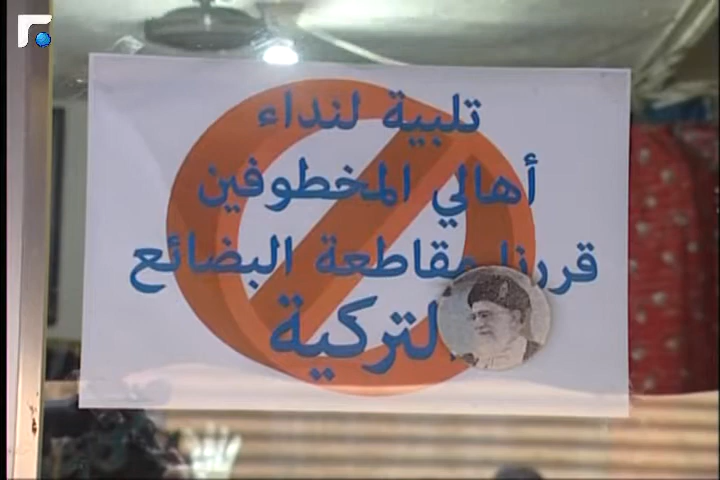 تلبية لنداء
أهالي المخطوفين
قررنا مقاطعة البضائع
التركية